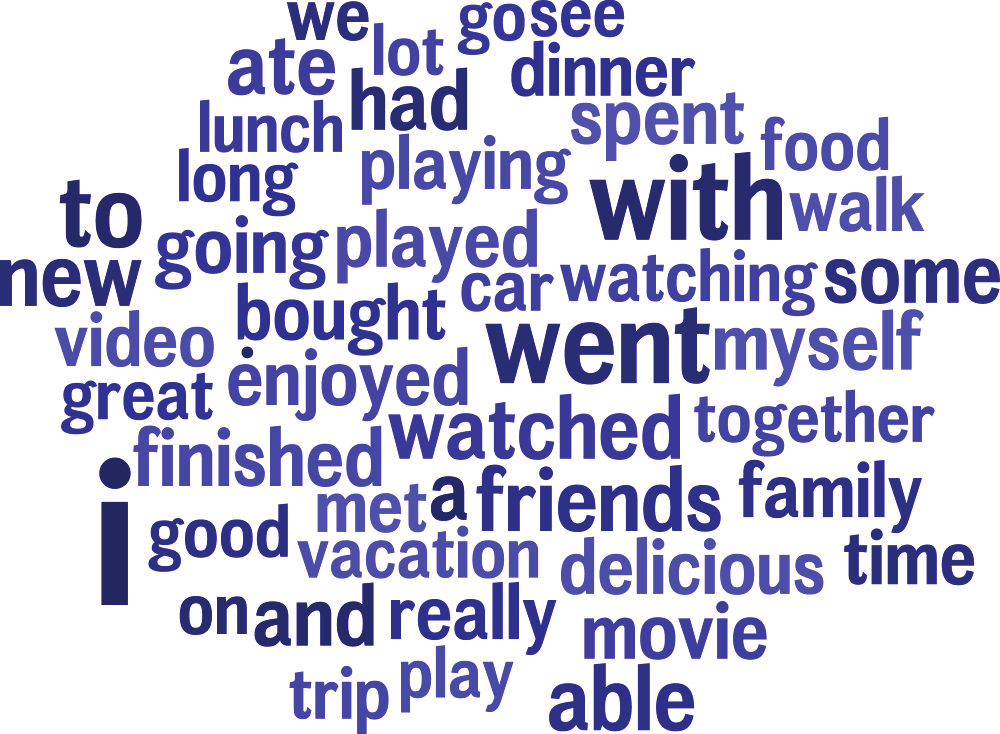 we
go
see
ate
lot
dinner
had
lunch
spent
food
playing
long
with
walk
to
going
played
new
car
watching
some
bought
video
went
myself
great
enjoyed
watched
together
finished
i
met
a
friends
family
good
vacation
delicious
time
on
and
really
movie
trip
play
able